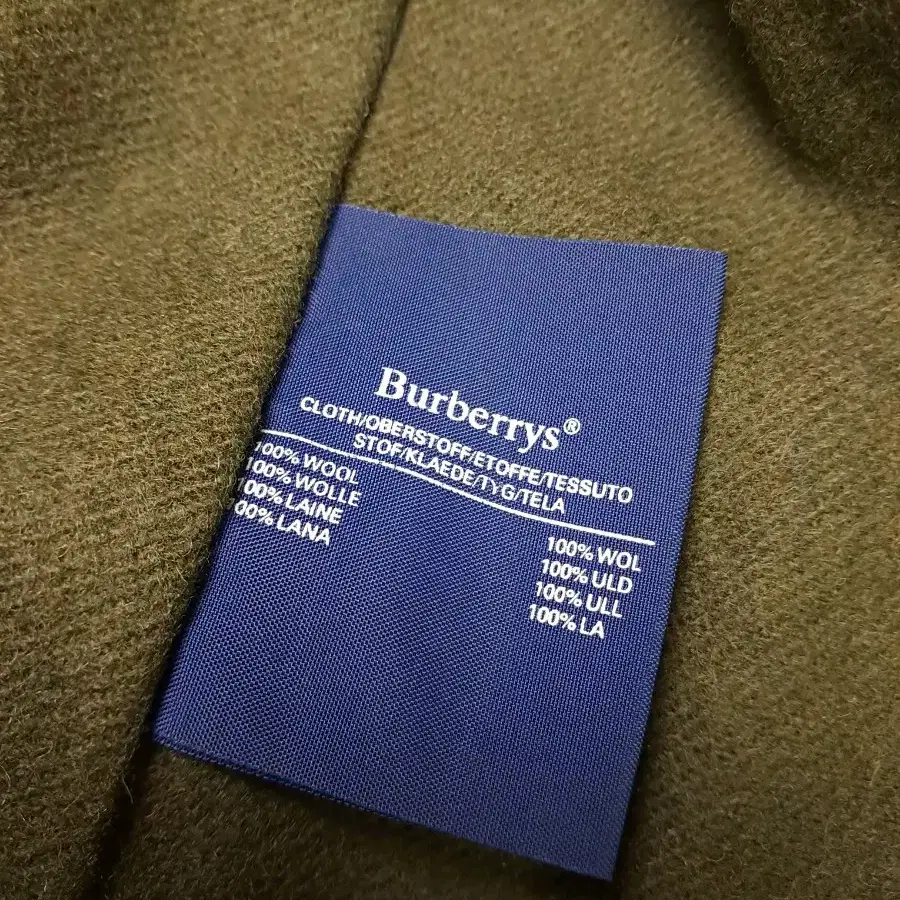 Burberrys®
CLOTH/OBERSTOFF/ETOFFE/TESSUTO
STOF/KLAEDE/TYG/TELA
100% WOOL
100% WOLLE
100% LAINE
100% LANA
100% WOL
100% ULD
100% ULL
100% LA